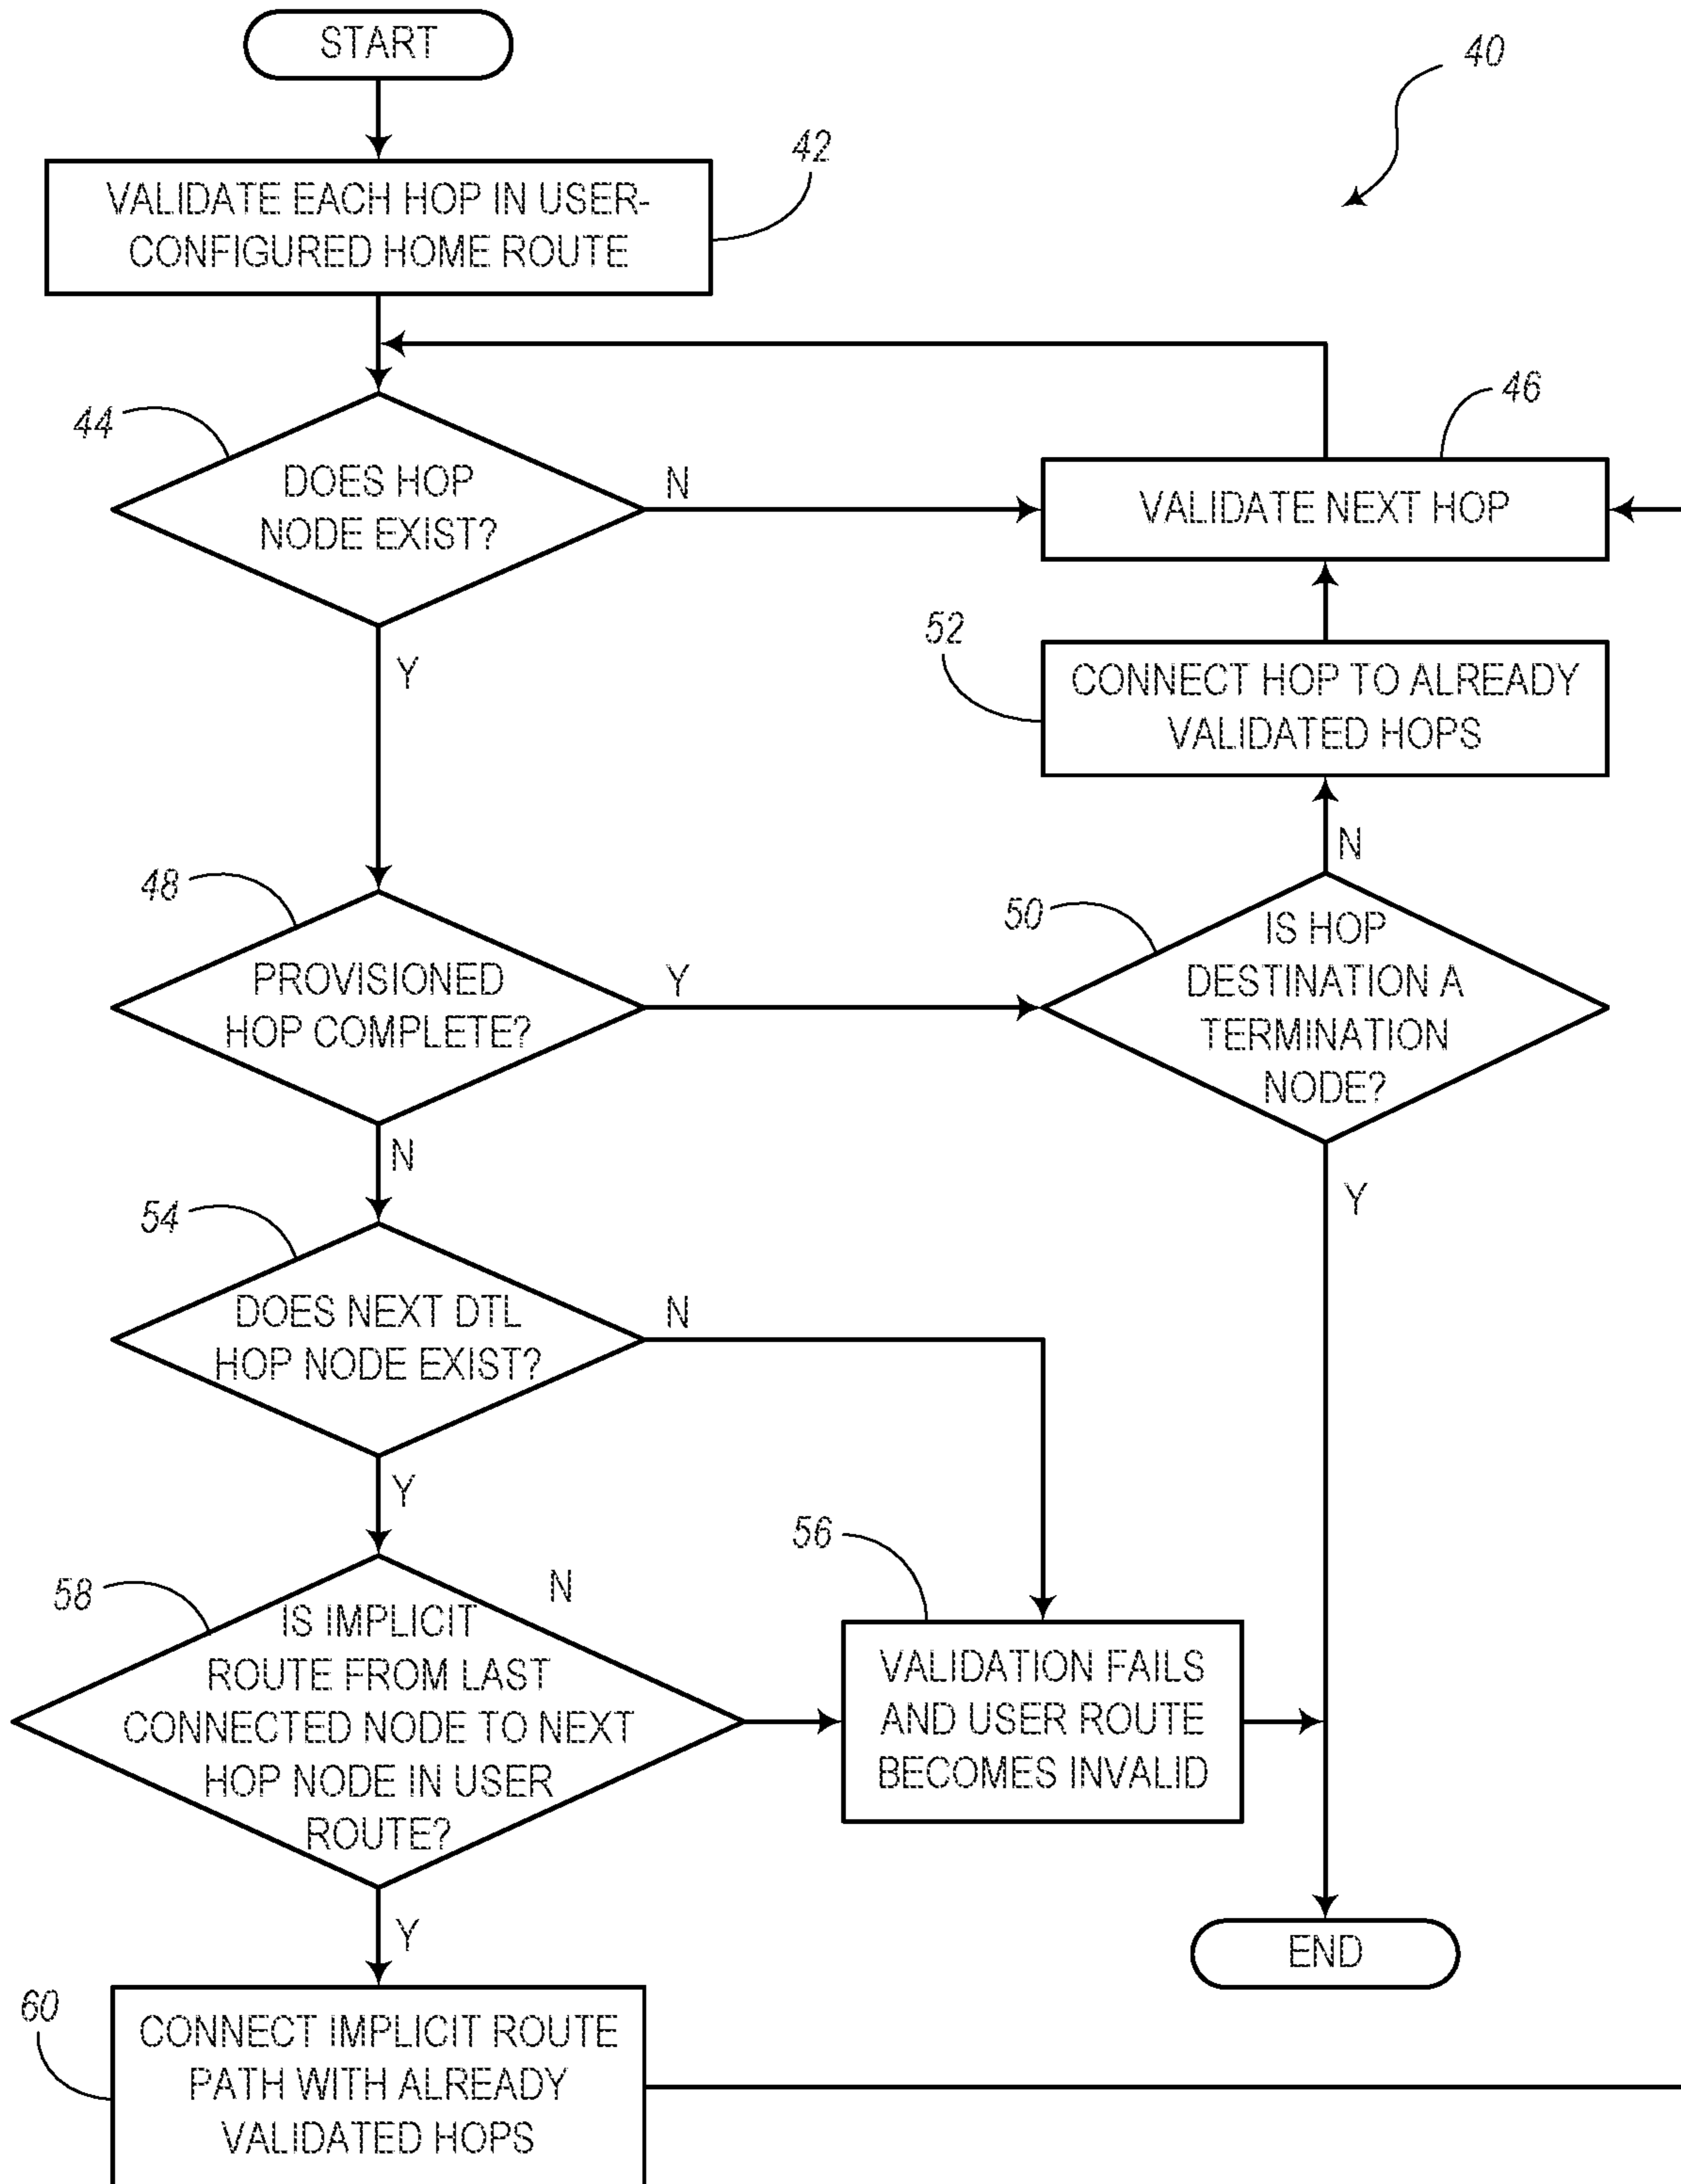 START
40
42
VALIDATE EACH HOP IN USER-
CONFIGURED HOME ROUTE
44
DOES HOP
NODE EXIST?
N
Y
46
VALIDATE NEXT HOP
52
CONNECT HOP TO ALREADY
VALIDATED HOPS
N
48
PROVISIONED
HOP COMPLETE?
Y
N
50
IS HOP
DESTINATION A
TERMINATION
NODE?
Y
54
DOES NEXT DTL
HOP NODE EXIST?
N
Y
58
IS IMPLICIT
ROUTE FROM LAST
CONNECTED NODE TO NEXT
HOP NODE IN USER
ROUTE?
N
Y
56
VALIDATION FAILS
AND USER ROUTE
BECOMES INVALID
END
60
CONNECT IMPLICIT ROUTE
PATH WITH ALREADY
VALIDATED HOPS